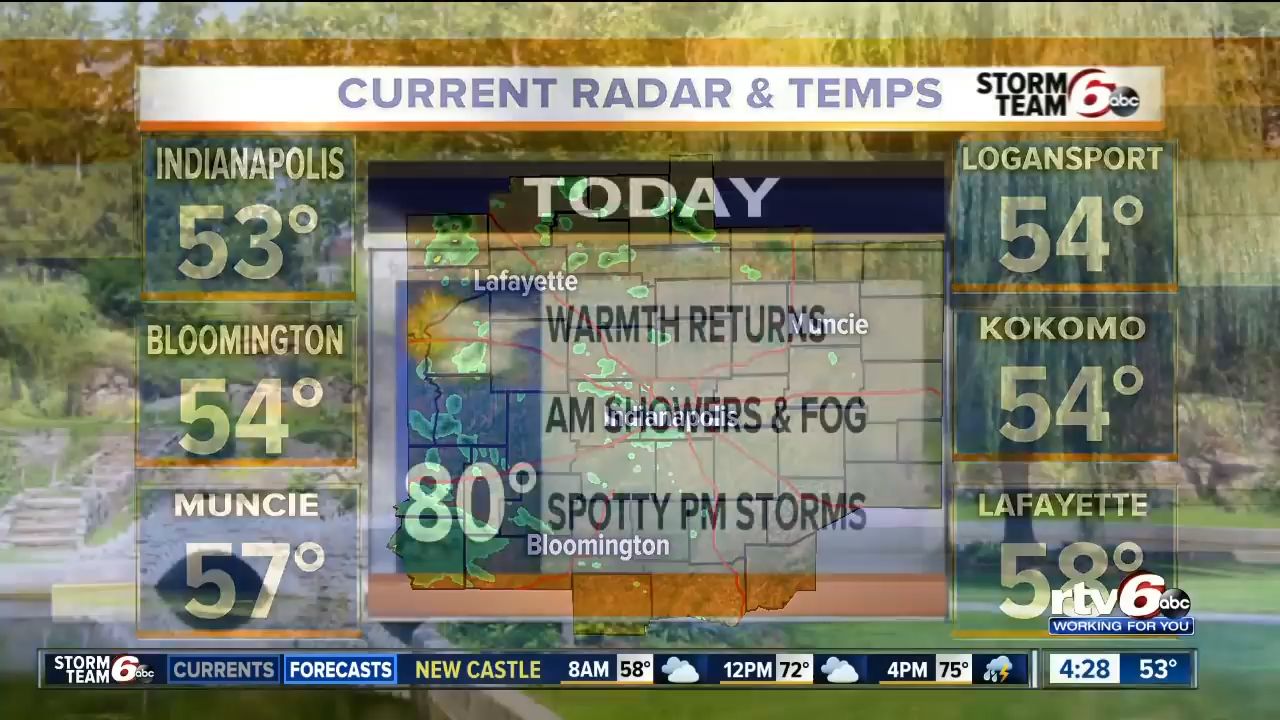 CURRENT RADAR & TEMPS
STORM TEAM 6 abc
INDIANAPOLIS
53°
BLOOMINGTON
54°
MUNCIE
57°
TODAY
Lafayette
WARMTH RETURNS
Muncie
AM SHOWERS & FOG
Indianapolis
80°
SPOTTY PM STORMS
Bloomington
LOGANSPORT
54°
KOKOMO
54°
LAFAYETTE
58°
rtv6 abc
WORKING FOR YOU
STORM TEAM 6 abc CURRENTS FORECASTS NEW CASTLE 8AM 58° 12PM 72° 4PM 75° 4:28 53°